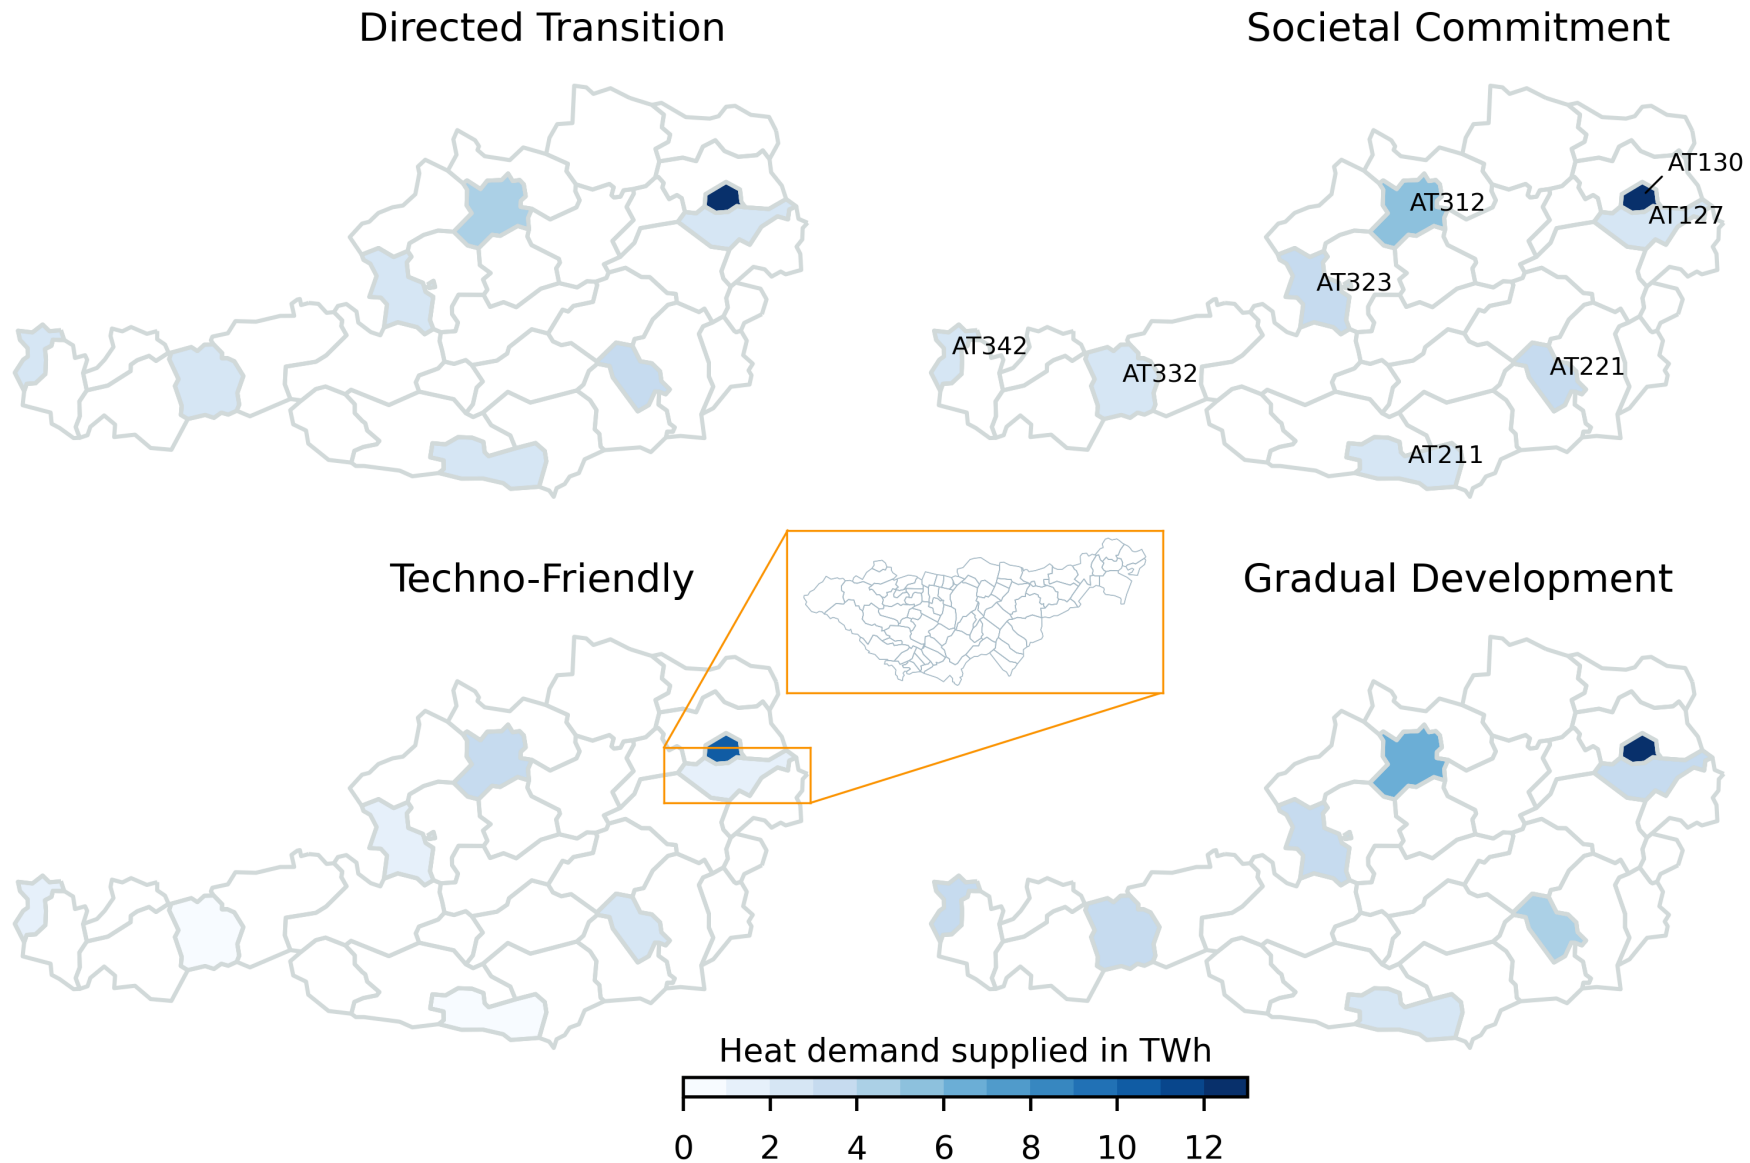 Directed Transition
Societal Commitment
AT130
AT312
AT127
AT323
AT342
AT332
AT221
AT211
Techno-Friendly
Gradual Development
Heat demand supplied in TWh
0 2 4 6 8 10 12